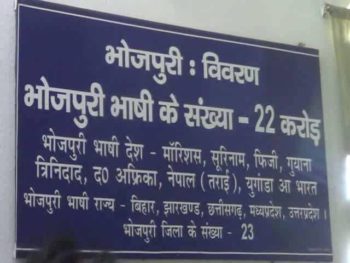 भोजपुरी : विवरण
भोजपुरी भाषी के संख्या - 22 करोड़
भोजपुरी भाषी देश - मॉरिशस, सूरिनाम, फिजी, गुयाना
त्रिनिदाद, द0 अफ्रिका, नेपाल (तराई), युगांडा आ भारत
भोजपुरी भाषी राज्य - बिहार, झारखण्ड, छत्तीसगढ़, मध्यप्रदेश, उत्तरप्रदेश ।
भोजपुरी जिला के संख्या - 23